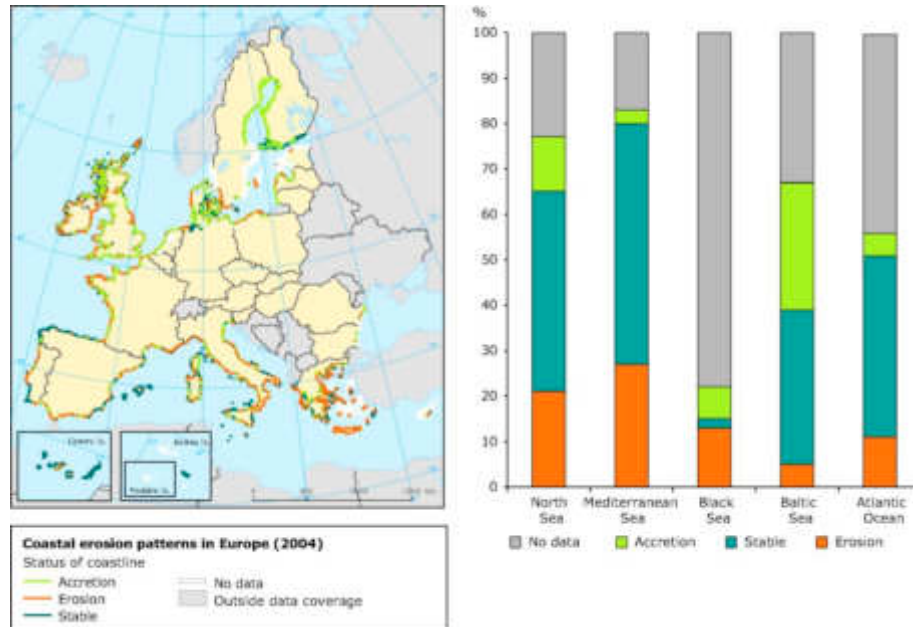 %
100
90
80
70
60
50
40
30
20
10
0
North Sea
Mediterranean Sea
Black Sea
Baltic Sea
Atlantic Ocean
No data
Accretion
Stable
Erosion
Coastal erosion patterns in Europe (2004)
Status of coastline
Accretion
Erosion
Stable
No data
Outside data coverage